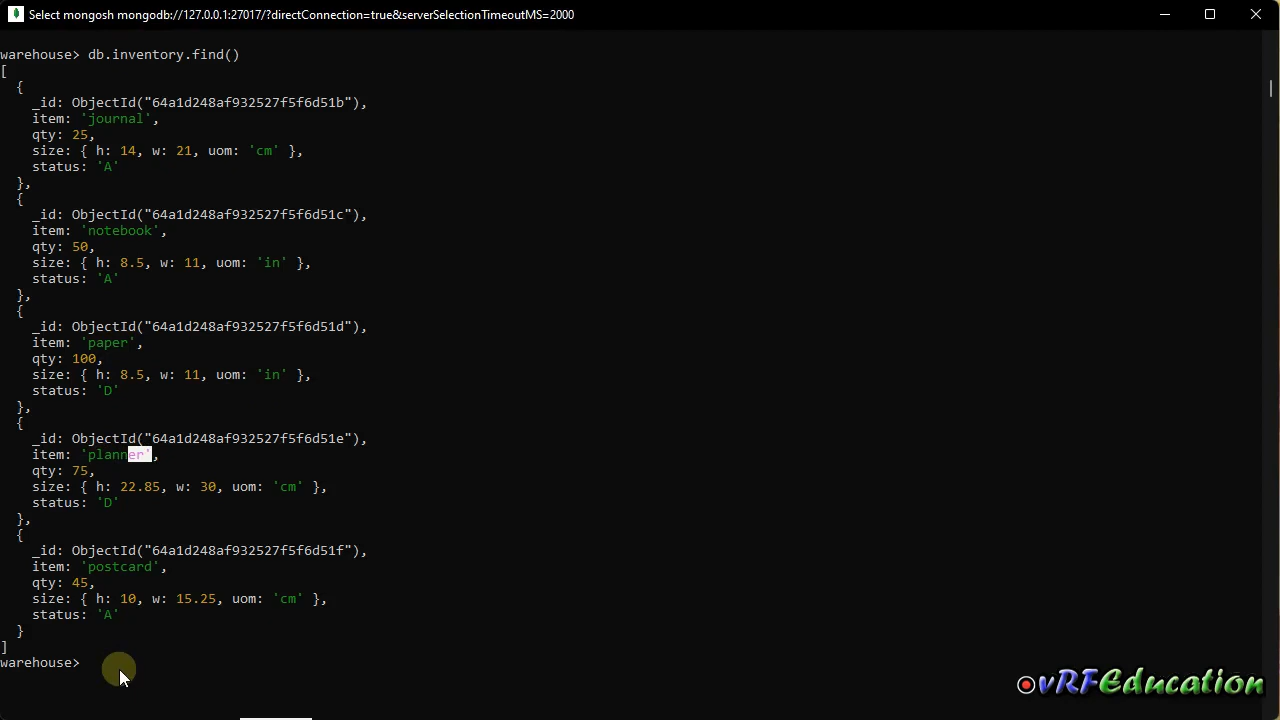 Select mongosh mongodb://127.0.0.1:27017/?directConnection=true&serverSelectionTimeoutMS=2000
warehouse> db.inventory.find()
[
  {
    _id: ObjectId("64a1d248af932527f5f6d51b"),
    item: 'journal',
    qty: 25,
    size: { h: 14, w: 21, uom: 'cm' },
    status: 'A'
  },
  {
    _id: ObjectId("64a1d248af932527f5f6d51c"),
    item: 'notebook',
    qty: 50,
    size: { h: 8.5, w: 11, uom: 'in' },
    status: 'A'
  },
  {
    _id: ObjectId("64a1d248af932527f5f6d51d"),
    item: 'paper',
    qty: 100,
    size: { h: 8.5, w: 11, uom: 'in' },
    status: 'D'
  },
  {
    _id: ObjectId("64a1d248af932527f5f6d51e"),
    item: 'planner',
    qty: 75,
    size: { h: 22.85, w: 30, uom: 'cm' },
    status: 'D'
  },
  {
    _id: ObjectId("64a1d248af932527f5f6d51f"),
    item: 'postcard',
    qty: 45,
    size: { h: 10, w: 15.25, uom: 'cm' },
    status: 'A'
  }
]
warehouse>
vRFEducation